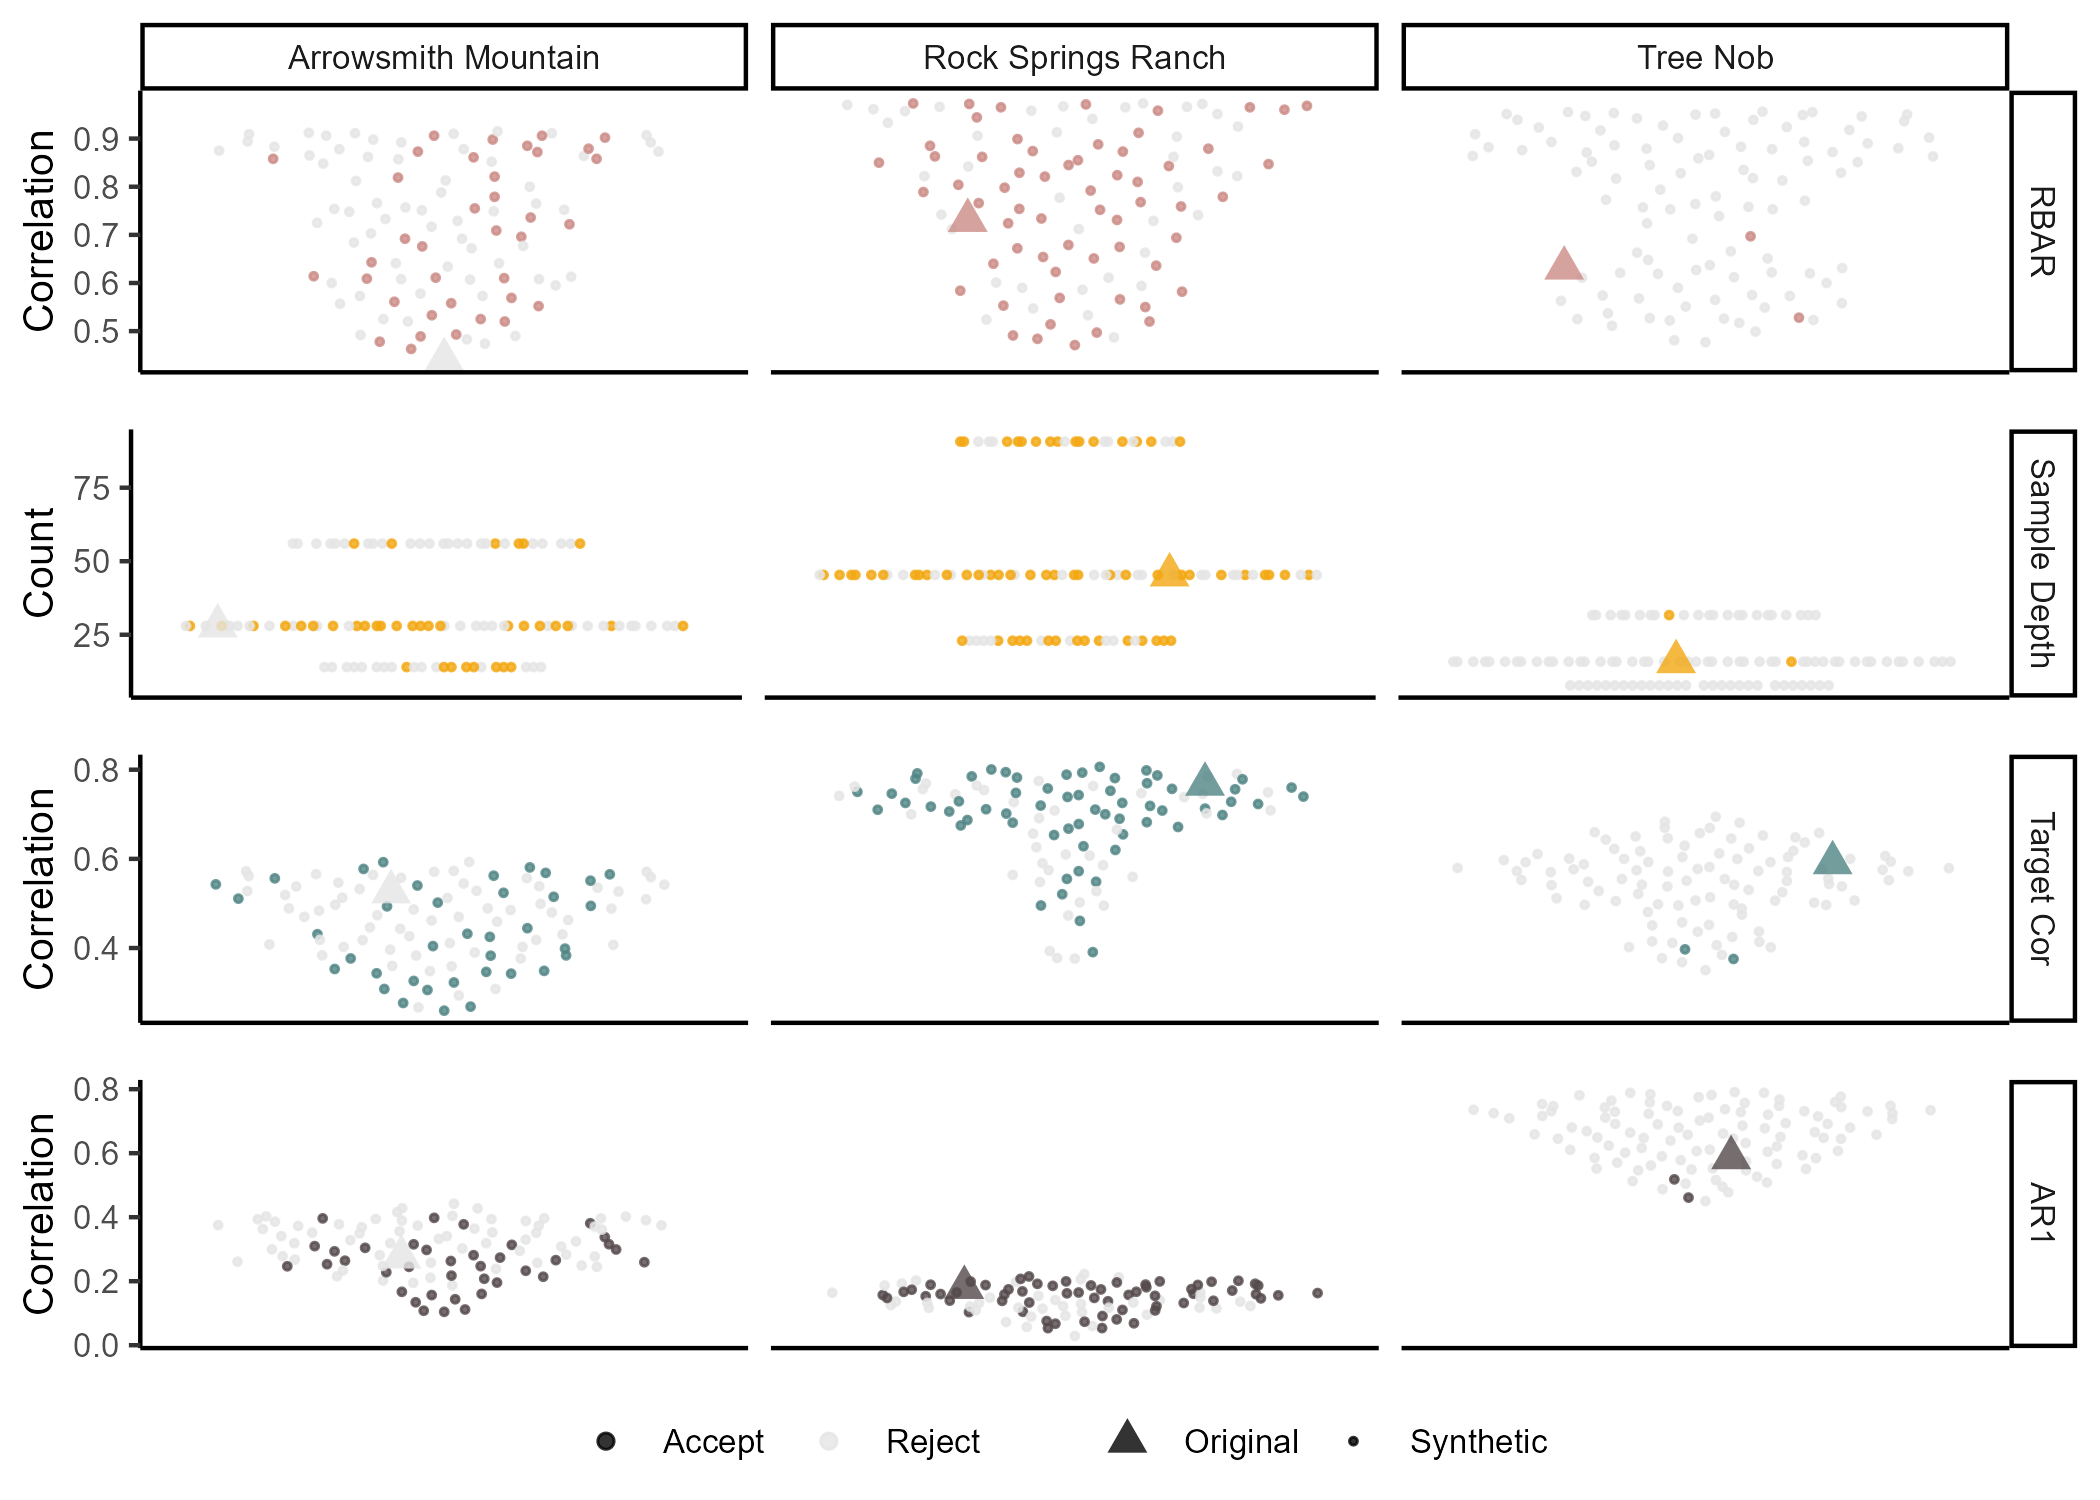 Arrowsmith Mountain
Rock Springs Ranch
Tree Nob
Correlation
0.9
0.8
0.7
0.6
0.5
RBAR
Count
75
50
25
Sample Depth
Correlation
0.8
0.6
0.4
Target Cor
Correlation
0.8
0.6
0.4
0.2
0.0
AR1
Accept
Reject
Original
Synthetic